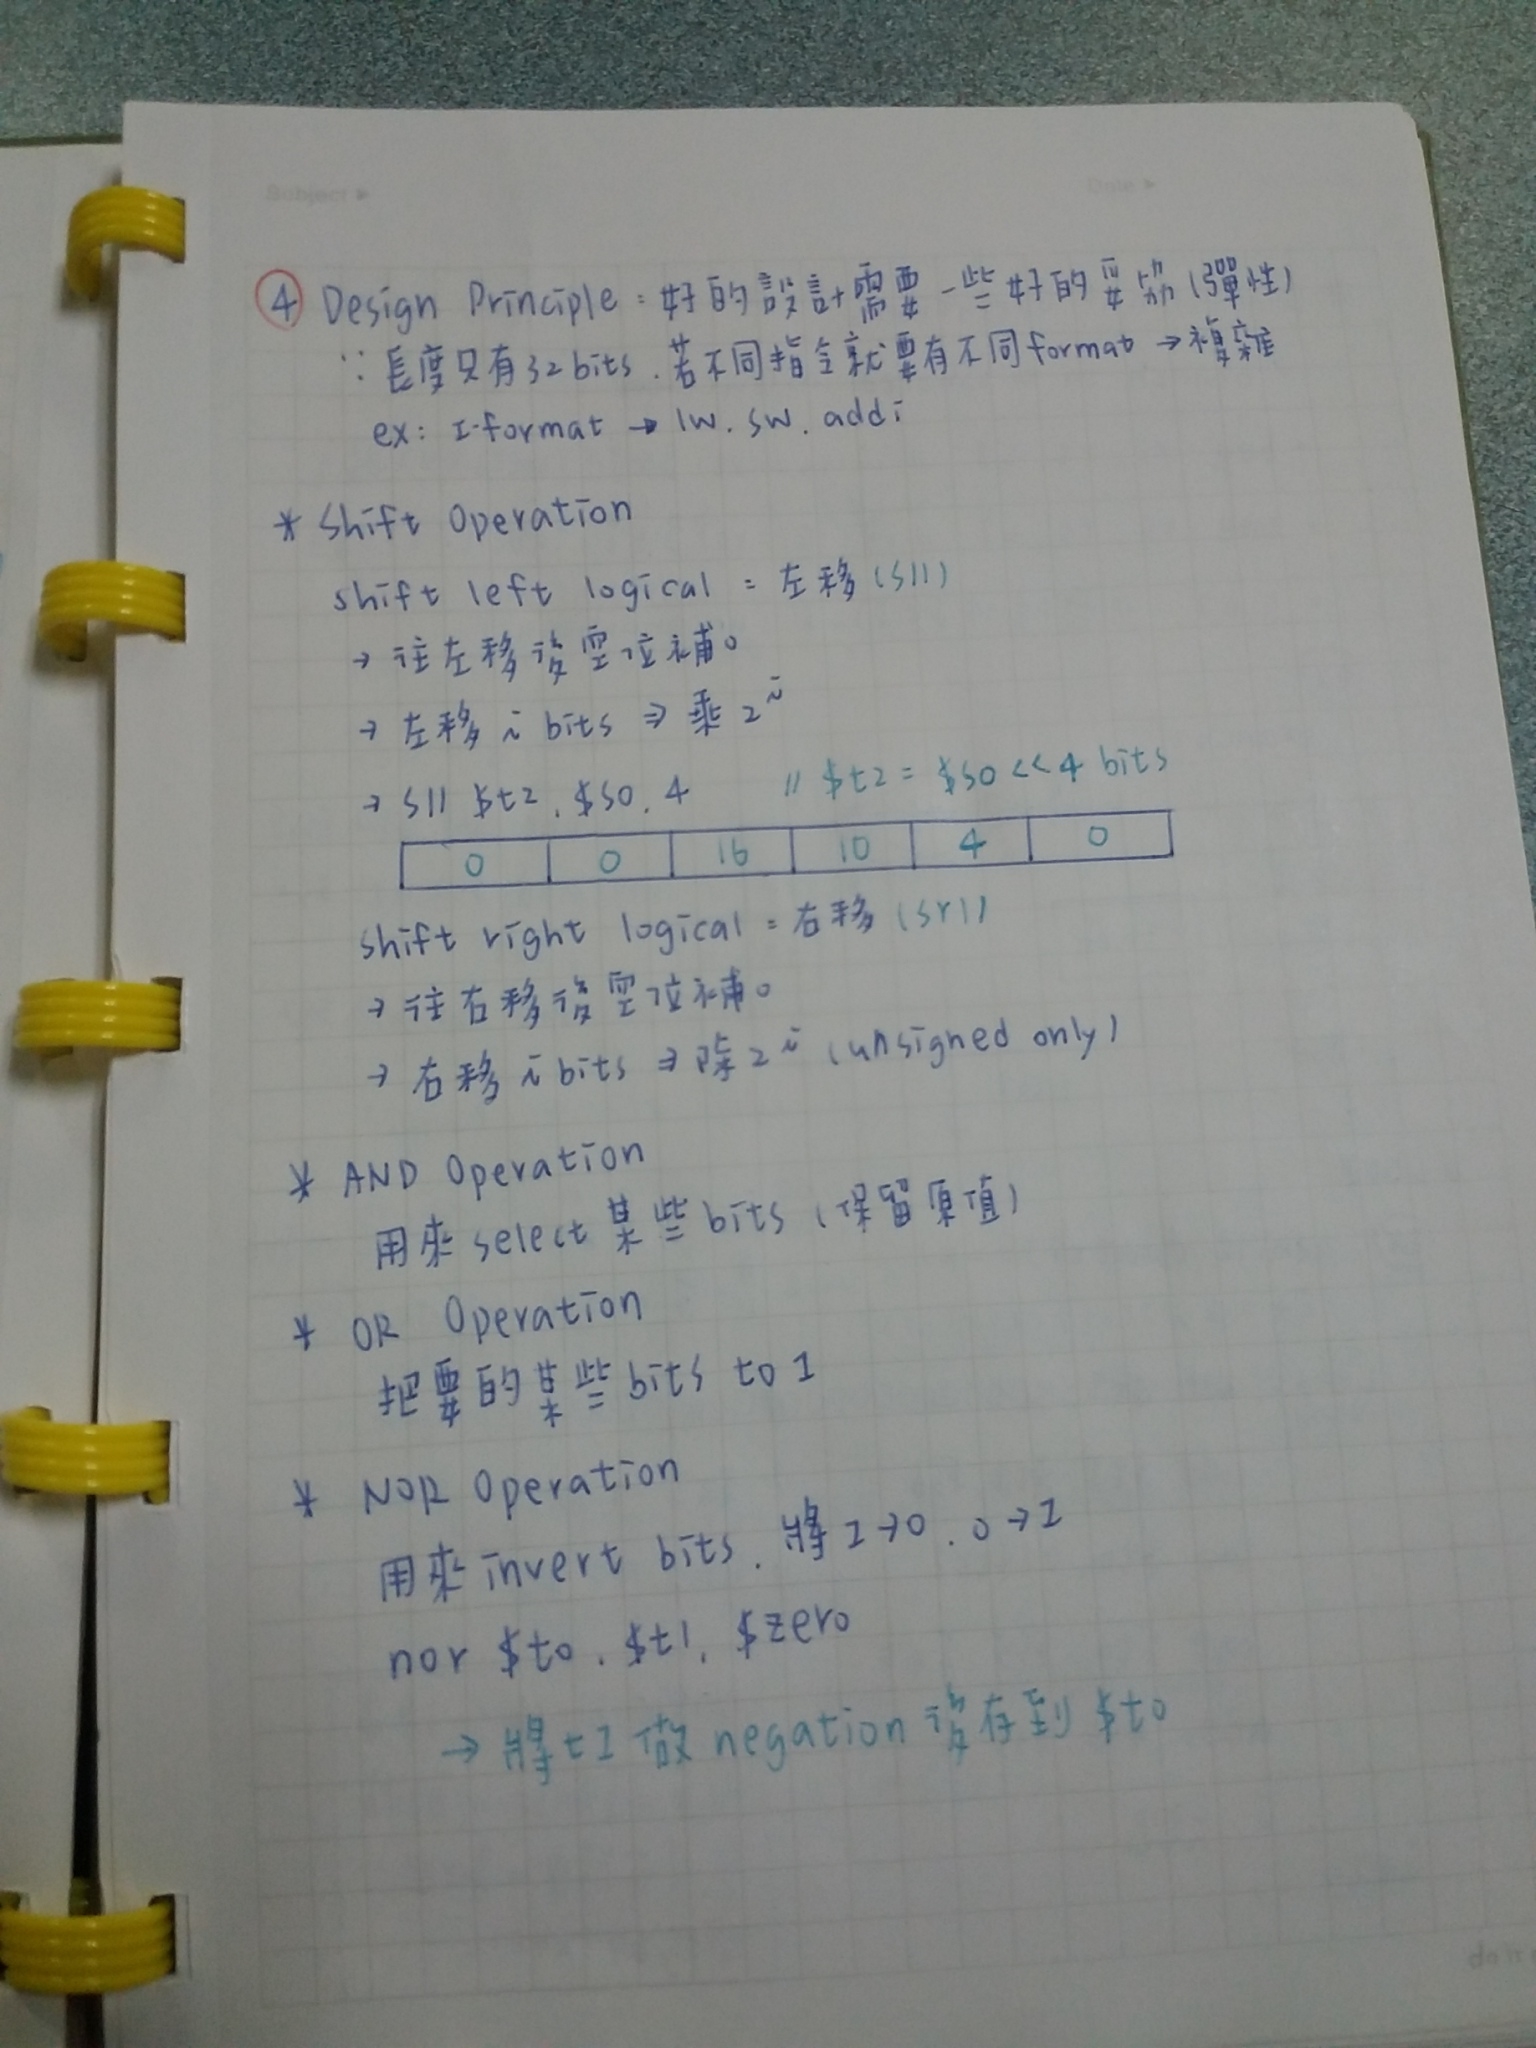 Subject ▶
Date ▶
④ Design Principle：好的設計需要一些好的妥協(彈性)
∵長度只有32bits，若不同指令就要有不同format→複雜
ex: I-format → lw, sw, addi
* Shift Operation
shift left logical：左移(sll)
→ 往左移後空位補0
→ 左移 i bits ⇒ 乘2^i
→ sll $t2, $s0, 4 // $t2 = $s0 << 4 bits
0 0 16 10 4 0
shift right logical：右移(srl)
→ 往右移後空位補0
→ 右移 i bits ⇒ 除2^i (unsigned only)
* AND Operation
用來select某些bits (保留原值)
* OR Operation
把要的某些bits to 1
* NOR Operation
用來invert bits，將1→0，0→1
nor $t0, $t1, $zero
→ 將t1做negation後存到$t0